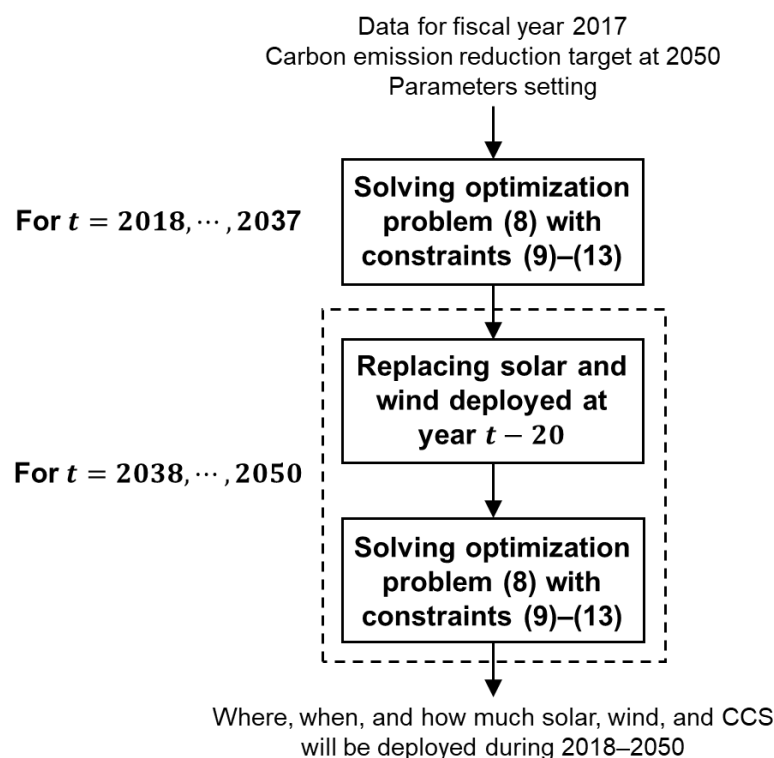 Data for fiscal year 2017
Carbon emission reduction target at 2050
Parameters setting
For t = 2018, ⋯ , 2037
Solving optimization
problem (8) with
constraints (9)–(13)
Replacing solar and
wind deployed at
year t − 20
For t = 2038, ⋯ , 2050
Solving optimization
problem (8) with
constraints (9)–(13)
Where, when, and how much solar, wind, and CCS
will be deployed during 2018–2050